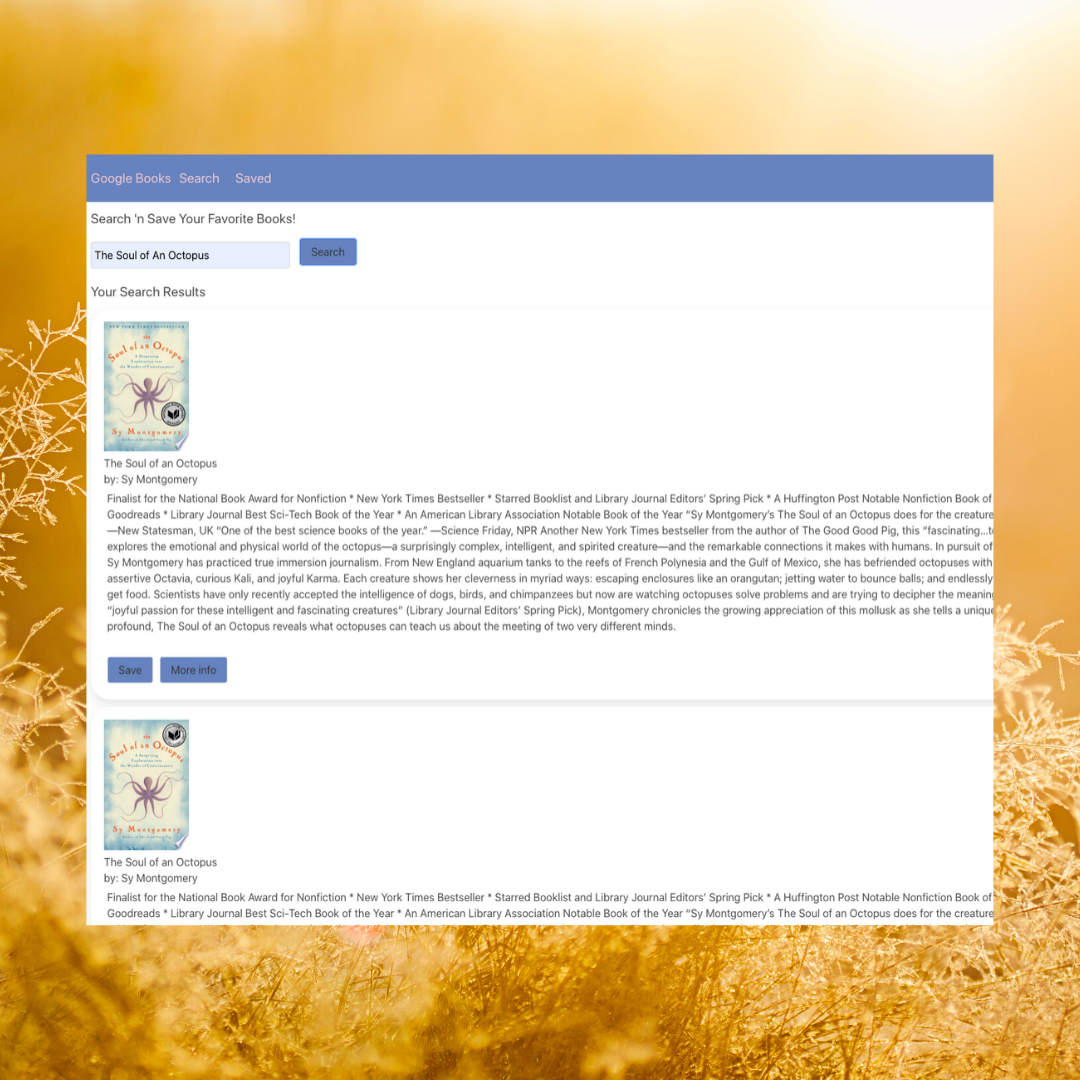 Google Books Search Saved
Search 'n Save Your Favorite Books!
The Soul of An Octopus
Search
Your Search Results
NEW YORK TIMES BESTSELLER
the
Soul of an Octopus
A Surprising
Exploration into
the Wonder of Consciousness
Sy Montgomery
The Soul of an Octopus
by: Sy Montgomery
Finalist for the National Book Award for Nonfiction * New York Times Bestseller * Starred Booklist and Library Journal Editors’ Spring Pick * A Huffington Post Notable Nonfiction Book of
Goodreads * Library Journal Best Sci-Tech Book of the Year * An American Library Association Notable Book of the Year “Sy Montgomery’s The Soul of an Octopus does for the creature
—New Statesman, UK “One of the best science books of the year.” —Science Friday, NPR Another New York Times bestseller from the author of The Good Good Pig, this “fascinating…t
explores the emotional and physical world of the octopus—a surprisingly complex, intelligent, and spirited creature—and the remarkable connections it makes with humans. In pursuit of
Sy Montgomery has practiced true immersion journalism. From New England aquarium tanks to the reefs of French Polynesia and the Gulf of Mexico, she has befriended octopuses with
assertive Octavia, curious Kali, and joyful Karma. Each creature shows her cleverness in myriad ways: escaping enclosures like an orangutan; jetting water to bounce balls; and endlessly
get food. Scientists have only recently accepted the intelligence of dogs, birds, and chimpanzees but now are watching octopuses solve problems and are trying to decipher the meaning
“joyful passion for these intelligent and fascinating creatures” (Library Journal Editors’ Spring Pick), Montgomery chronicles the growing appreciation of this mollusk as she tells a unique
profound, The Soul of an Octopus reveals what octopuses can teach us about the meeting of two very different minds.
Save More info
the
Soul of an Octopus
A Surprising
Exploration into
the Wonder of Consciousness
Sy Montgomery
The Soul of an Octopus
by: Sy Montgomery
Finalist for the National Book Award for Nonfiction * New York Times Bestseller * Starred Booklist and Library Journal Editors’ Spring Pick * A Huffington Post Notable Nonfiction Book of
Goodreads * Library Journal Best Sci-Tech Book of the Year * An American Library Association Notable Book of the Year “Sy Montgomery’s The Soul of an Octopus does for the creature